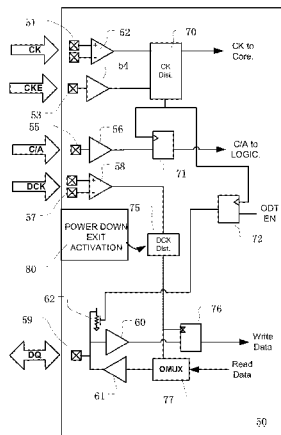 51
CK
52
70
CK
Dist.
CK to
Core.
54
CKE
53
55
C/A
56
71
C/A to
LOGIC.
58
DCK
57
75
ODT
EN
72
POWER DOWN
EXIT
ACTIVATION
80
DCK
Dist.
62
59
76
60
DQ
Write
Data
61
OMUX
77
Read
Data
50